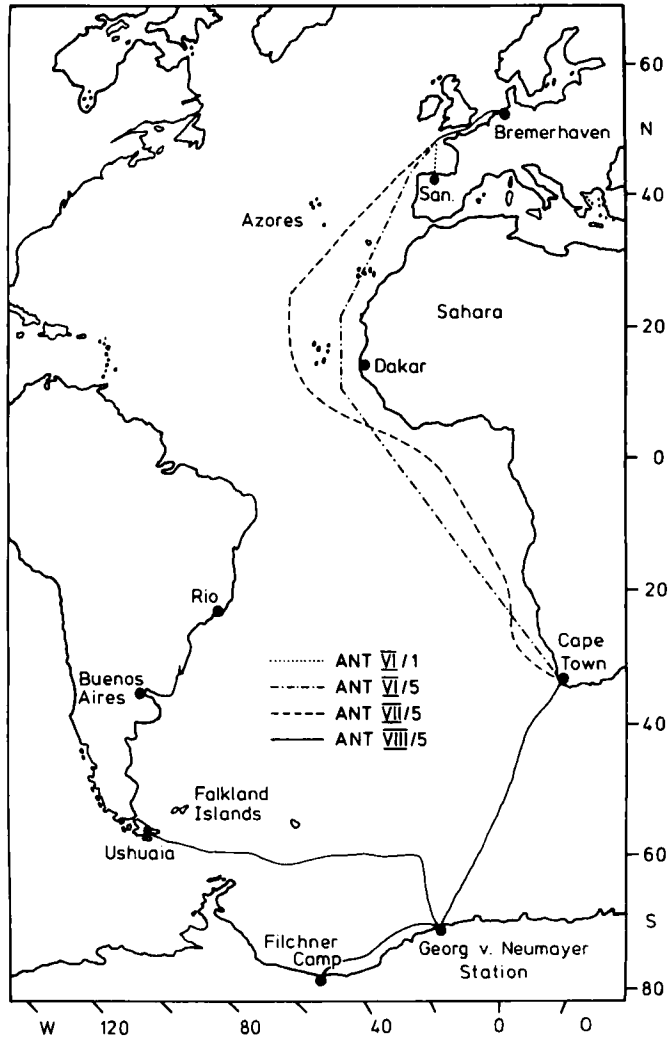 60
N
Bremerhaven
San.
40
Azores
Sahara
20
Dakar
0
Rio
20
Cape
Town
ANT VI/1
ANT VI/5
ANT VII/5
ANT VIII/5
Buenos
Aires
40
Falkland
Islands
Ushuaia
60
S
Filchner
Camp
Georg v. Neumayer
Station
80
W 120 80 40 0 O